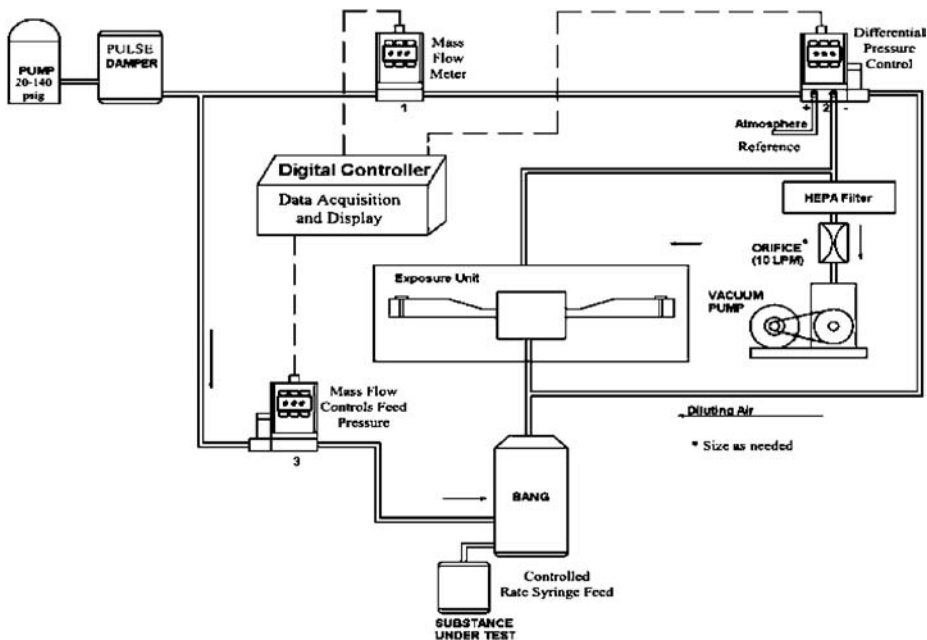 PUMP
20-140
psig
PULSE
DAMPER
Mass
Flow
Meter
1
Differential
Pressure
Control
+ 2 -
Atmosphere
Reference
Digital Controller
Data Acquisition
and Display
HEPA Filter
ORIFICE*
(10 LPM)
VACUUM
PUMP
Exposure Unit
Mass Flow
Controls Feed
Pressure
3
Diluting Air
* Size as needed
BANG
Controlled
Rate Syringe Feed
SUBSTANCE
UNDER TEST